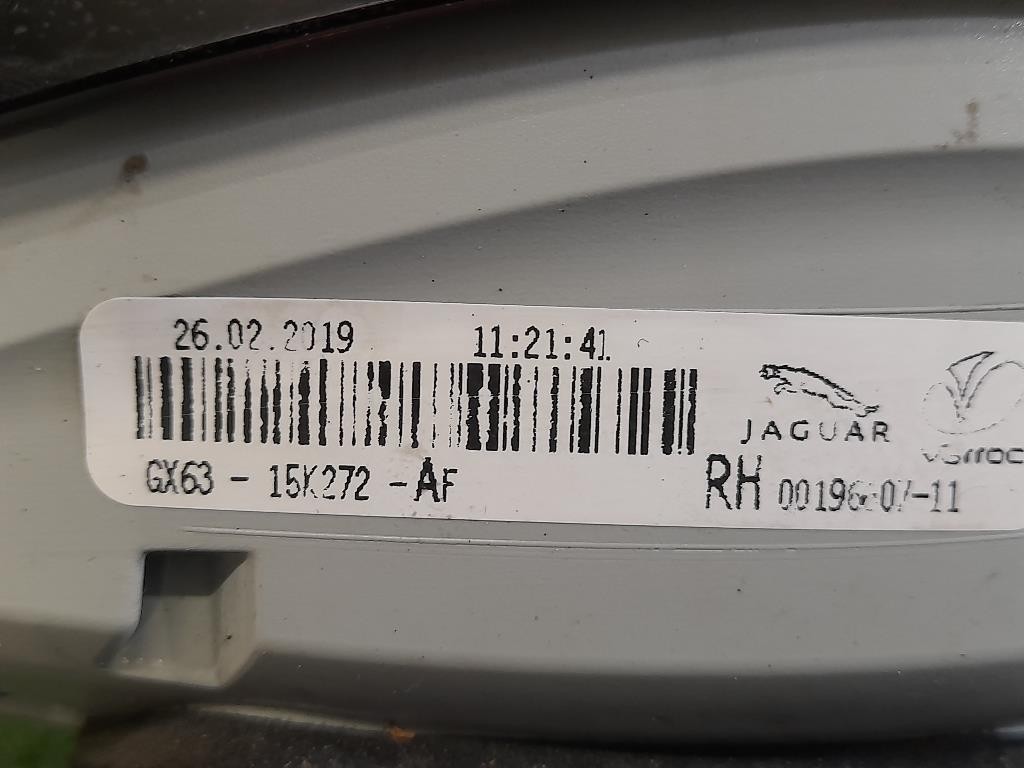 26.02.2019 11:21:41
JAGUAR
GX63 - 15K272 - AF RH